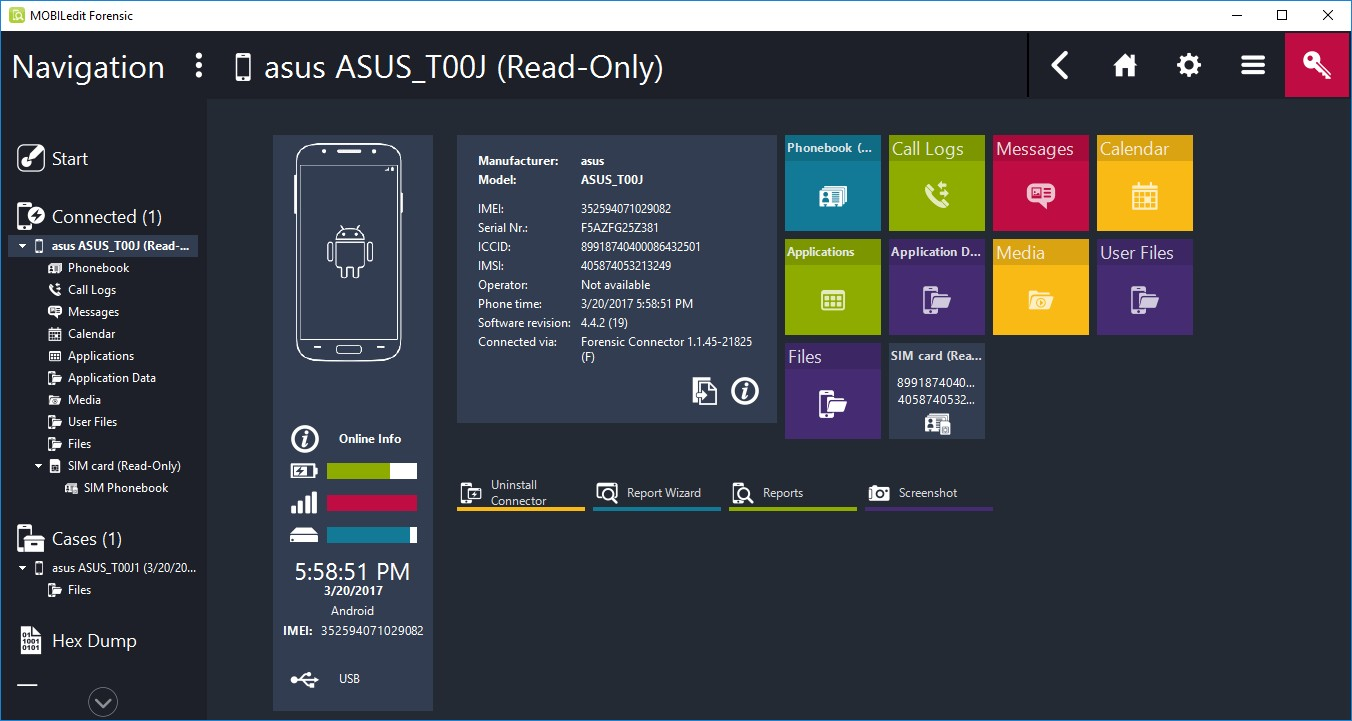 MOBILedit Forensic
Navigation
asus ASUS_T00J (Read-Only)
Start
Connected (1)
asus ASUS_T00J (Read-...
Phonebook
Call Logs
Messages
Calendar
Applications
Application Data
Media
User Files
Files
SIM card (Read-Only)
SIM Phonebook
Cases (1)
asus ASUS_T00J1 (3/20/20...
Files
Hex Dump
Online Info
5:58:51 PM
3/20/2017
Android
IMEI: 352594071029082
USB
Manufacturer: asus
Model: ASUS_T00J
IMEI: 352594071029082
Serial Nr.: F5AZFG25Z381
ICCID: 89918740400086432501
IMSI: 405874053213249
Operator: Not available
Phone time: 3/20/2017 5:58:51 PM
Software revision: 4.4.2 (19)
Connected via: Forensic Connector 1.1.45-21825
(F)
Phonebook (...
Call Logs
Messages
Calendar
Applications
Application D...
Media
User Files
Files
SIM card (Rea...
8991874040...
4058740532...
Uninstall
Connector
Report Wizard
Reports
Screenshot